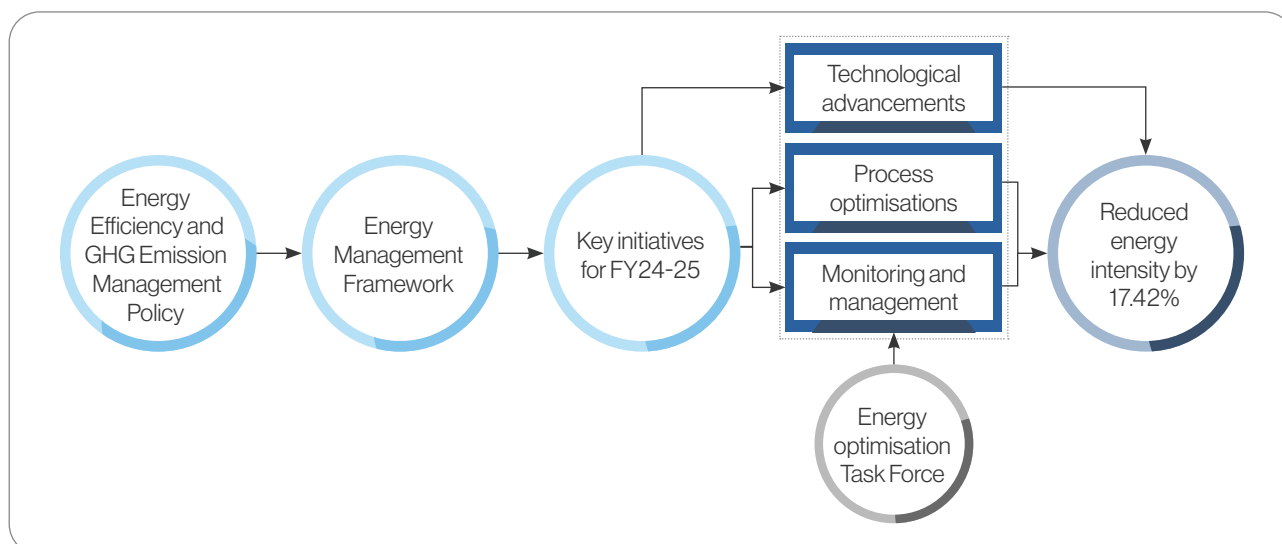 Energy
Efficiency and
GHG Emission
Management
Policy
Energy
Management
Framework
Key initiatives
for FY24-25
Technological
advancements
Process
optimisations
Monitoring and
management
Energy
optimisation
Task Force
Reduced
energy
intensity by
17.42%